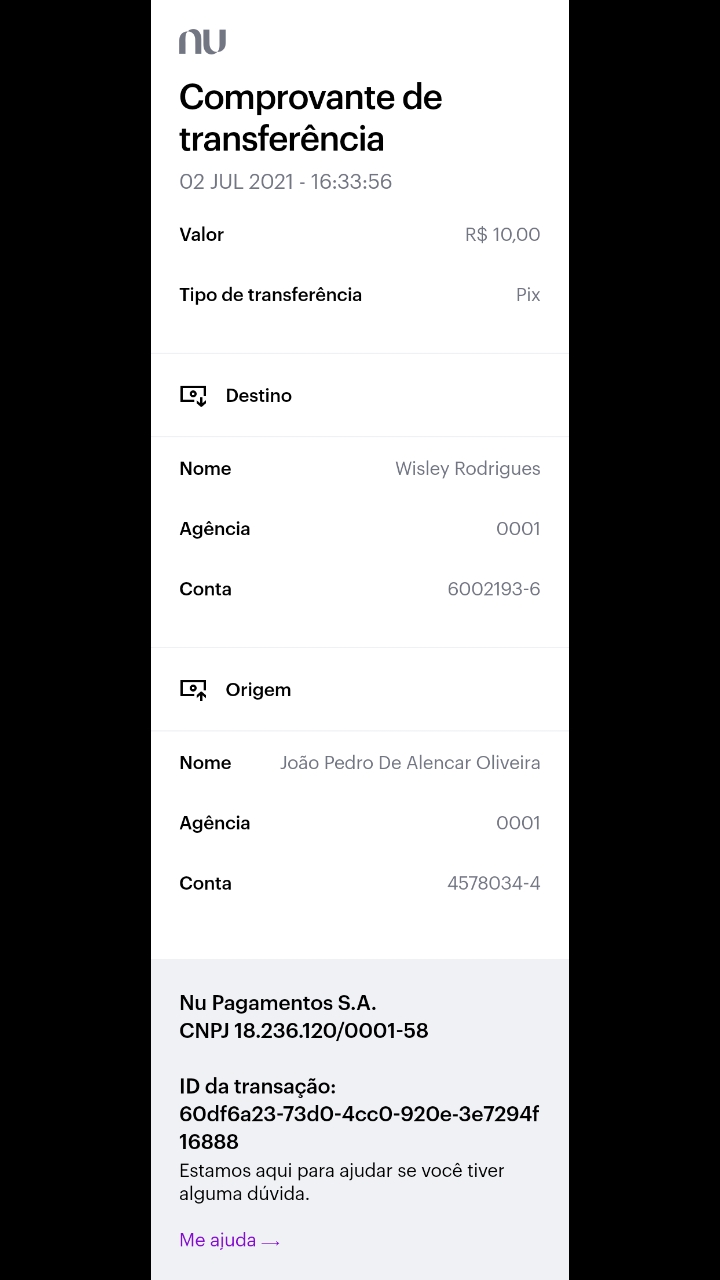 nu
Comprovante de
transferência
02 JUL 2021 - 16:33:56
Valor R$ 10,00
Tipo de transferência Pix
Destino
Nome Wisley Rodrigues
Agência 0001
Conta 6002193-6
Origem
Nome João Pedro De Alencar Oliveira
Agência 0001
Conta 4578034-4
Nu Pagamentos S.A.
CNPJ 18.236.120/0001-58
ID da transação:
60df6a23-73d0-4cc0-920e-3e7294f
16888
Estamos aqui para ajudar se você tiver
alguma dúvida.
Me ajuda →